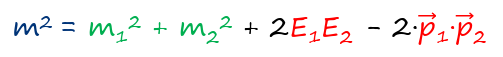 m² = m₁² + m₂² + 2E₁E₂ - 2·p⃗₁·p⃗₂